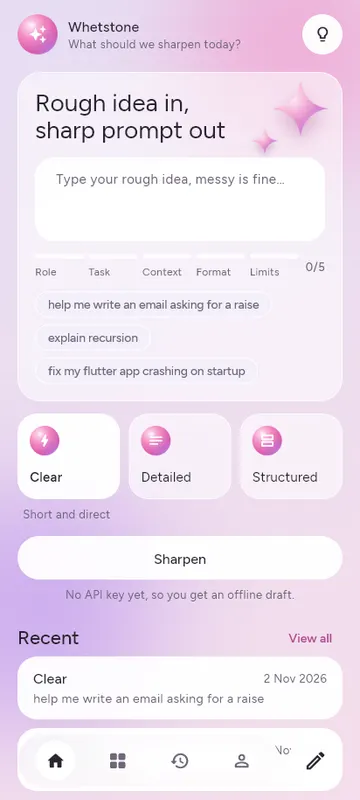 Whetstone
What should we sharpen today?
Rough idea in,
sharp prompt out
Type your rough idea, messy is fine...
Role Task Context Format Limits 0/5
help me write an email asking for a raise
explain recursion
fix my flutter app crashing on startup
Clear Detailed Structured
Short and direct
Sharpen
No API key yet, so you get an offline draft.
Recent View all
Clear 2 Nov 2026
help me write an email asking for a raise